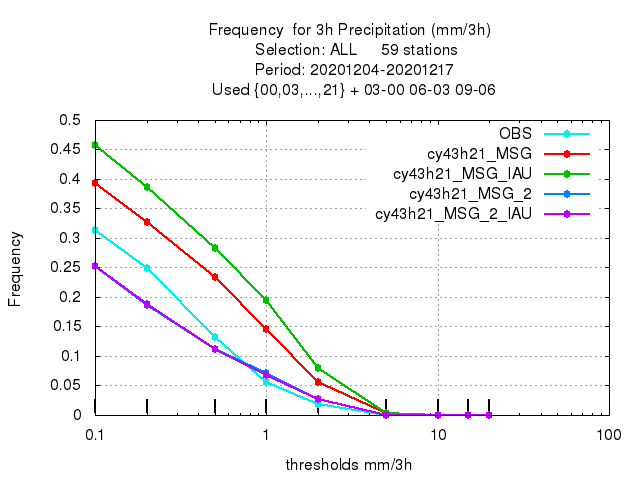 Frequency  for 3h Precipitation (mm/3h)
Selection: ALL     59 stations
Period: 20201204-20201217
Used {00,03,...,21} + 03-00 06-03 09-06
0.5
0.45
0.4
0.35
0.3
0.25
0.2
0.15
0.1
0.05
0
Frequency
OBS
cy43h21_MSG
cy43h21_MSG_IAU
cy43h21_MSG_2
cy43h21_MSG_2_IAU
0.1 1 10 100
thresholds mm/3h